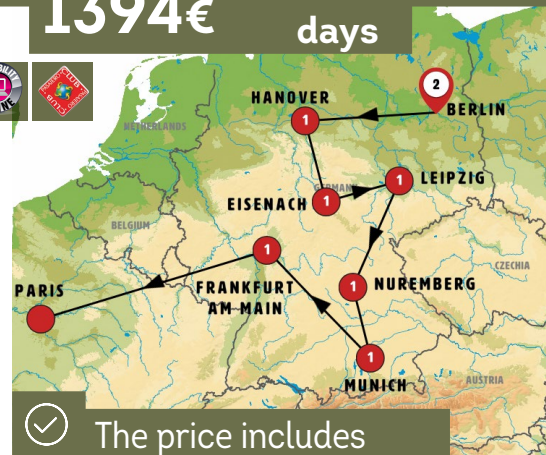 1394€
days
2
HANOVER
BERLIN
1
NETHERLANDS
1
LEIPZIG
GERMAN
EISENACH
1
BELGIUM
1
CZECHIA
PARIS
FRANKFURT
AM MAIN
1
NUREMBERG
1
MUNICH
AUSTRIA
The price includes